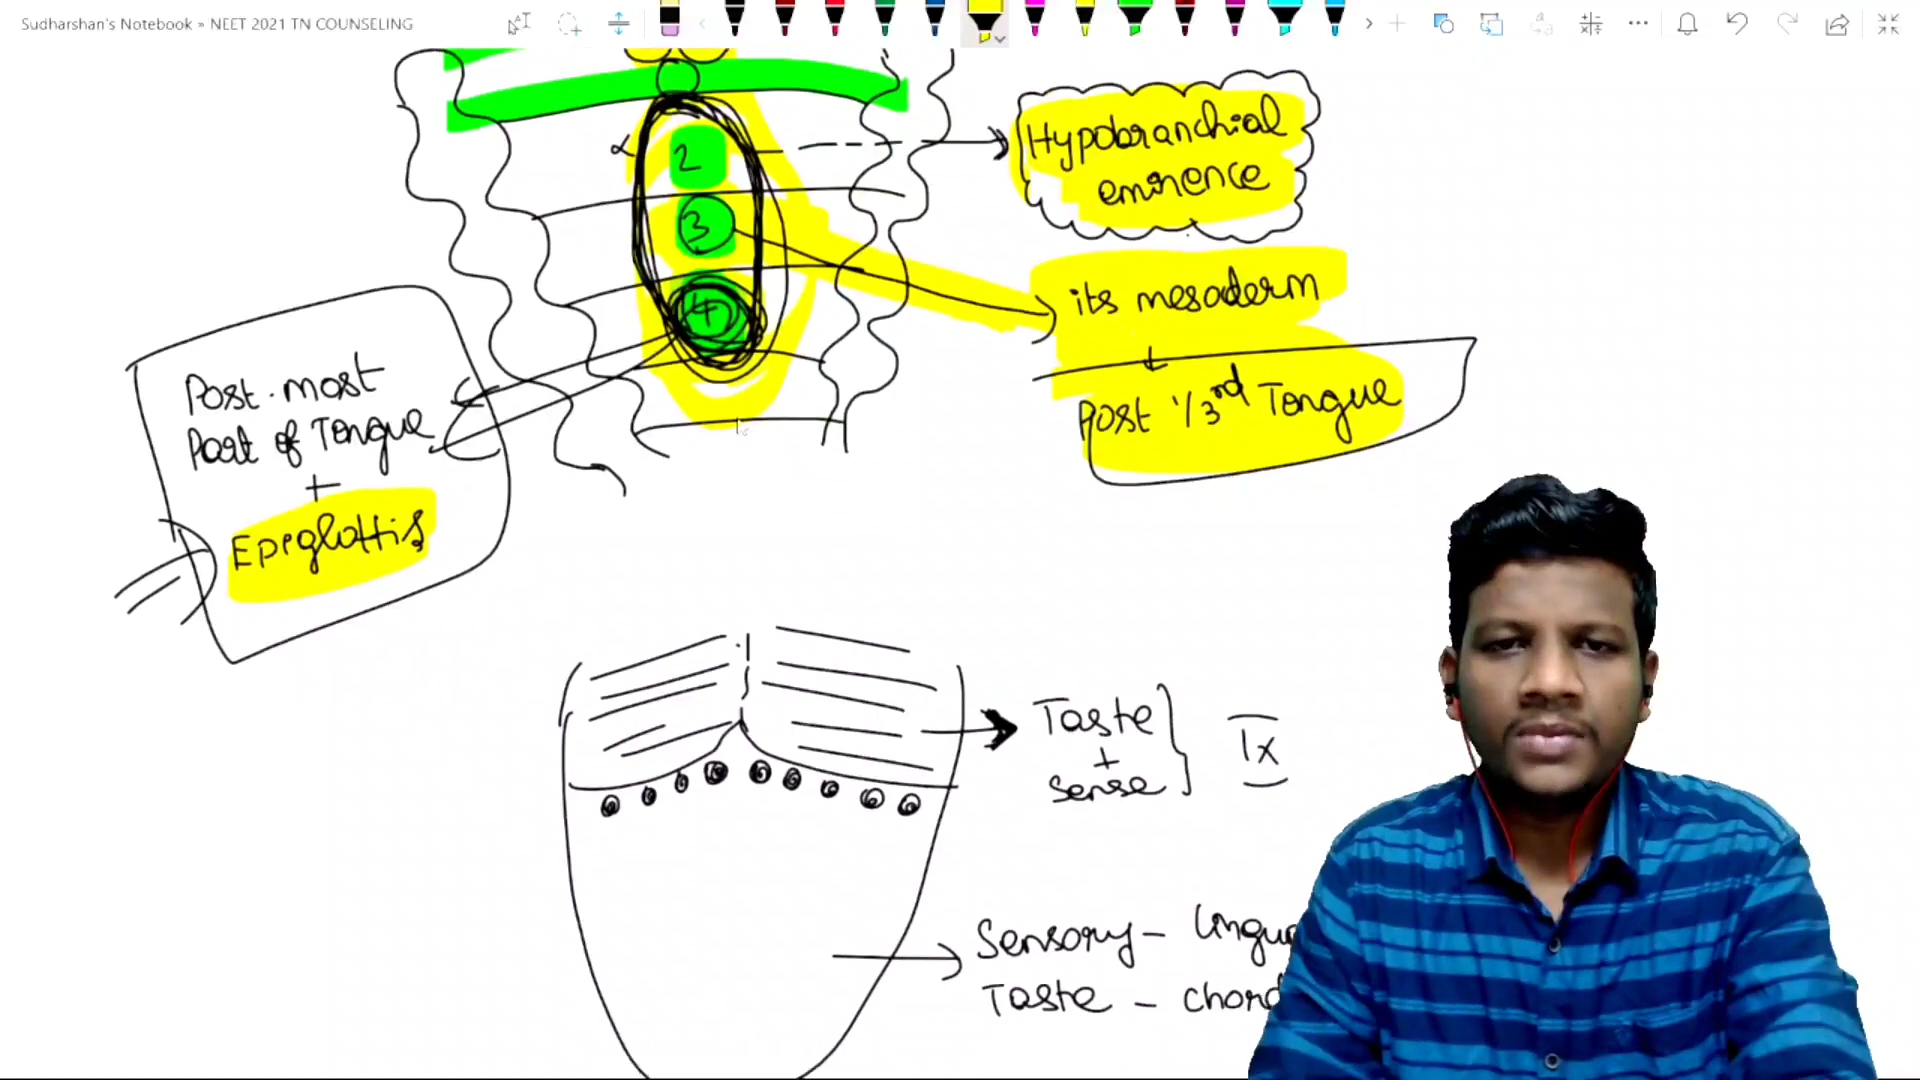 Sudharshan's Notebook » NEET 2021 TN COUNSELING
2
Hypobranchial
eminence
3
its mesoderm
4
Post 1/3rd Tongue
Post. most
Part of Tongue
+
Epiglottis
Taste
+
Sense
IX
Sensory - Lingu
Taste - chord